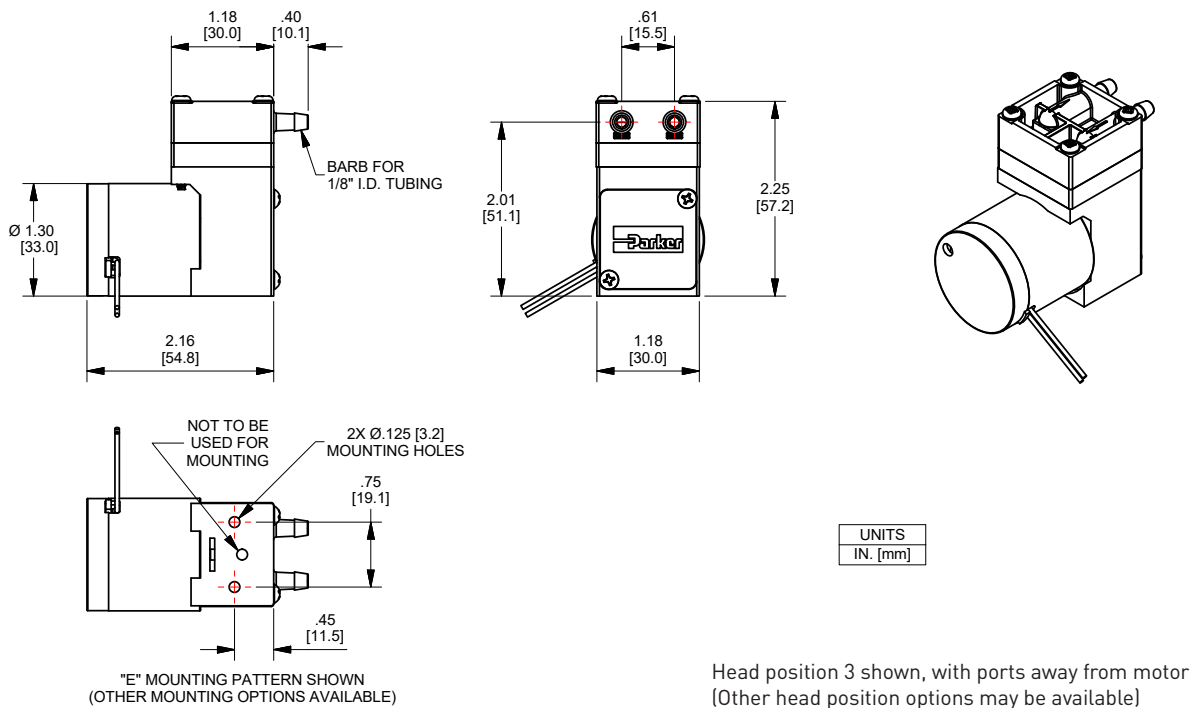 1.18
[30.0]
.40
[10.1]
BARB FOR
1/8" I.D. TUBING
Ø 1.30
[33.0]
2.16
[54.8]
.61
[15.5]
2.01
[51.1]
2.25
[57.2]
Parker
1.18
[30.0]
NOT TO BE
USED FOR
MOUNTING
2X Ø.125 [3.2]
MOUNTING HOLES
.75
[19.1]
.45
[11.5]
"E" MOUNTING PATTERN SHOWN
(OTHER MOUNTING OPTIONS AVAILABLE)
UNITS
IN. [mm]
Head position 3 shown, with ports away from motor
(Other head position options may be available)